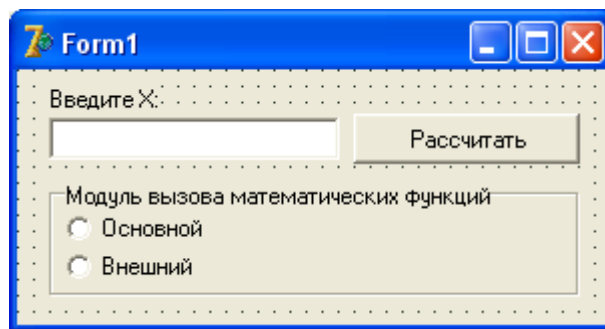 Form1
Введите X:
Рассчитать
Модуль вызова математических функций
Основной
Внешний